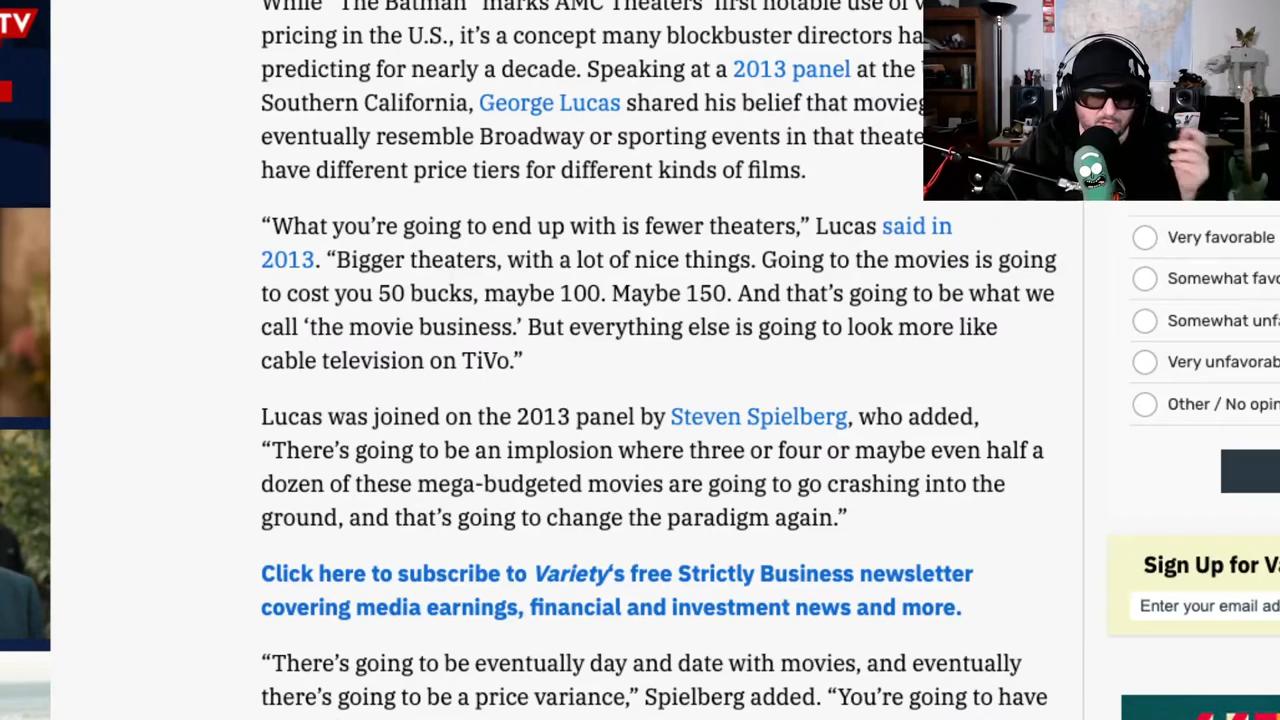 TV
While “The Batman” marks AMC Theaters’ first notable use of
pricing in the U.S., it’s a concept many blockbuster directors
predicting for nearly a decade. Speaking at a 2013 panel at the
Southern California, George Lucas shared his belief that movies
eventually resemble Broadway or sporting events in that
have different price tiers for different kinds of films.
“What you’re going to end up with is fewer theaters,” Lucas said in
2013. “Bigger theaters, with a lot of nice things. Going to the movies is going
to cost you 50 bucks, maybe 100. Maybe 150. And that’s going to be what we
call ‘the movie business.’ But everything else is going to look more like
cable television on TiVo.”
Lucas was joined on the 2013 panel by Steven Spielberg, who added,
“There’s going to be an implosion where three or four or maybe even half a
dozen of these mega-budgeted movies are going to go crashing into the
ground, and that’s going to change the paradigm again.”
Click here to subscribe to Variety‘s free Strictly Business newsletter
covering media earnings, financial and investment news and more.
“There’s going to be eventually day and date with movies, and eventually
there’s going to be a price variance,” Spielberg added. “You’re going to have
Very favorable
Somewhat
Somewhat
Very
Other / No
Sign Up for
Enter your email